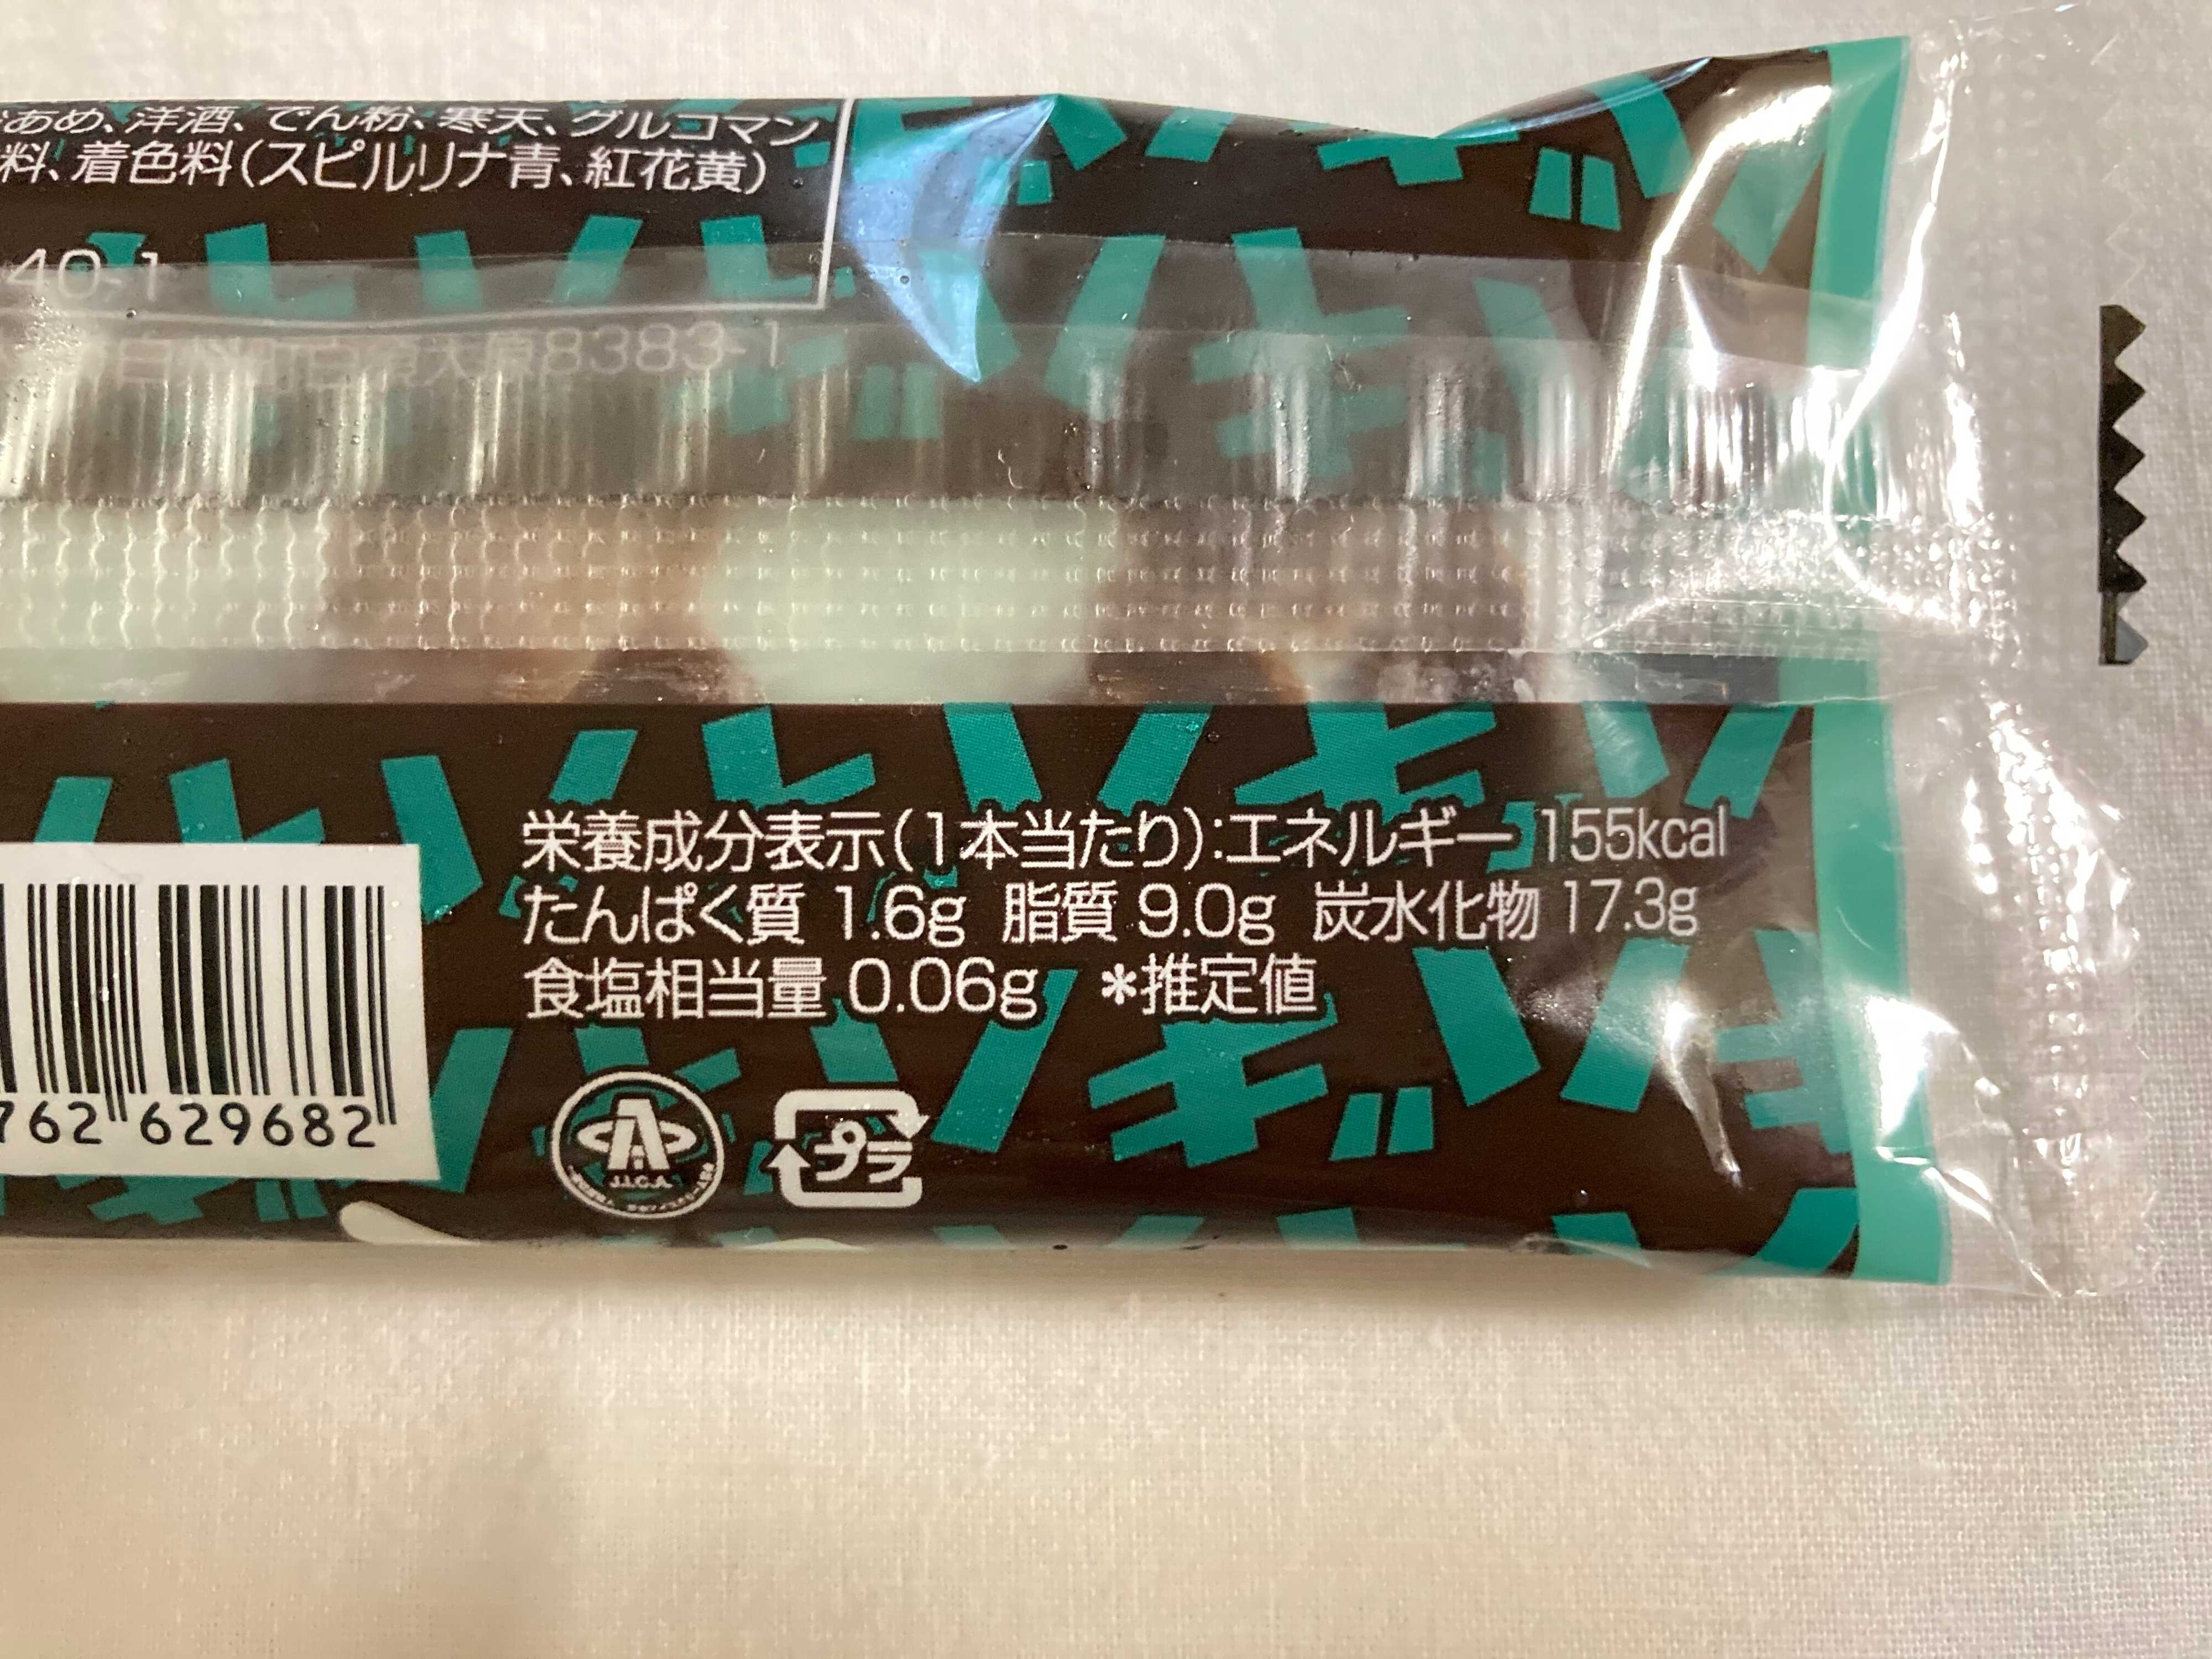 あめ、洋酒、でん粉、寒天、グルコマン
料、着色料(スピルリナ青、紅花黄)
40-1
8383-1
栄養成分表示(1本当たり):エネルギー 155kcal
たんぱく質 1.6g 脂質 9.0g 炭水化物 17.3g
食塩相当量 0.06g *推定値
762 629682
J.I.C.A.
プラ